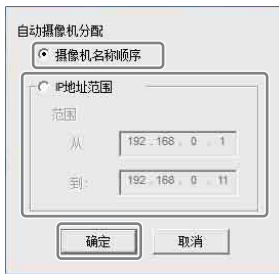 自动摄像机分配
摄像机名称顺序
IP地址范围
范围
从 192 . 168 . 0 . 1
到: 192 . 168 . 0 . 11
确定 取消